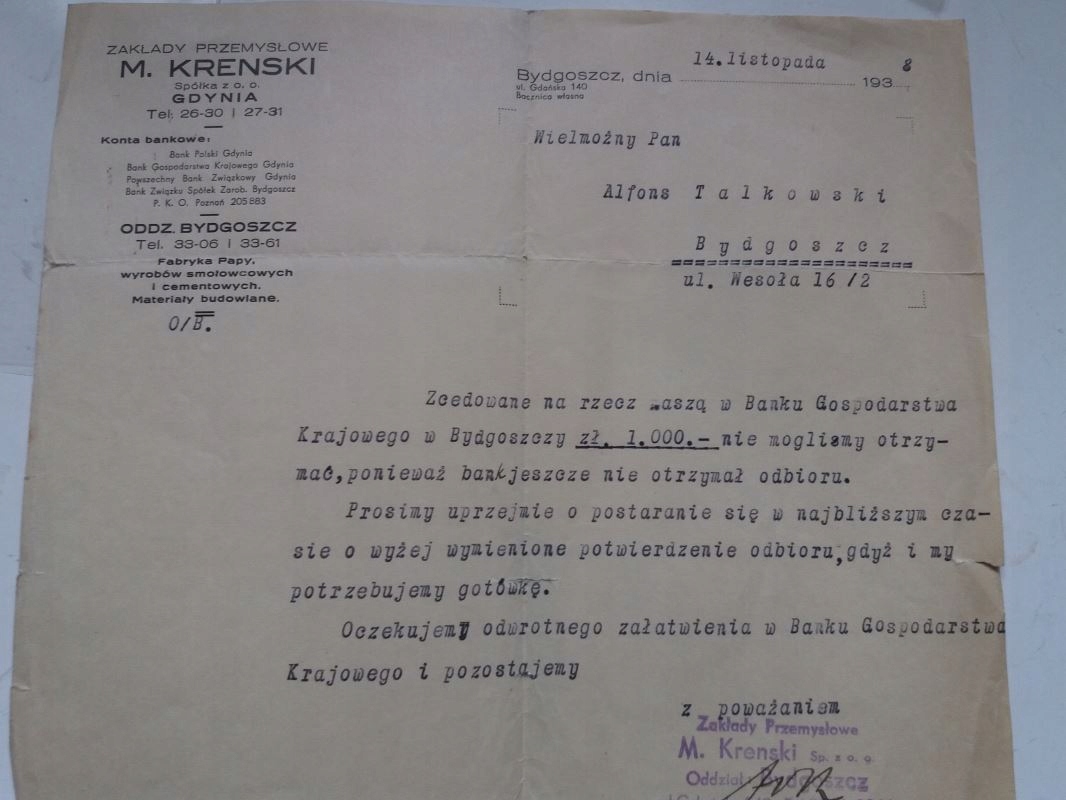 ZAKŁADY PRZEMYSŁOWE
M. KRENSKI
Spółka z o. o.
GDYNIA
Tel: 26-30 i 27-31
Konta bankowe:
Bank Polski Gdynia
Bank Gospodarstwa Krajowego Gdynia
Powszechny Bank Związkowy Gdynia
Bank Związku Spółek Zarob. Bydgoszcz
P. K. O. Poznań 205883
ODDZ. BYDGOSZCZ
Tel. 33-06 i 33-61
Fabryka Papy,
wyrobów smołowcowych
i cementowych.
Materiały budowlane.
O/B.
Bydgoszcz, dnia 14.listopada 193 8
ul. Gdańska 140
Bocznica własna
Wielmożny Pan
Alfons Talkowski
Bydgoszcz
ul. Wesoła 16/2
Zcedowane na rzecz naszą w Banku Gospodarstwa
Krajowego w Bydgoszczy zł. 1.000.- nie moglismy otrzy-
mać, ponieważ bank jeszcze nie otrzymał odbioru.
Prosimy uprzejmie o postaranie się w najbliższym cza-
sie o wyżej wymienione potwierdzenie odbioru, gdyż i my
potrzebujemy gotówkę.
Oczekujemy odwrotnego załatwienia w Banku Gospodarstwa
Krajowego i pozostajemy
z poważaniem
Zakłady Przemysłowe
M. Krenski Sp. z o. o.
Oddział Bydgoszcz